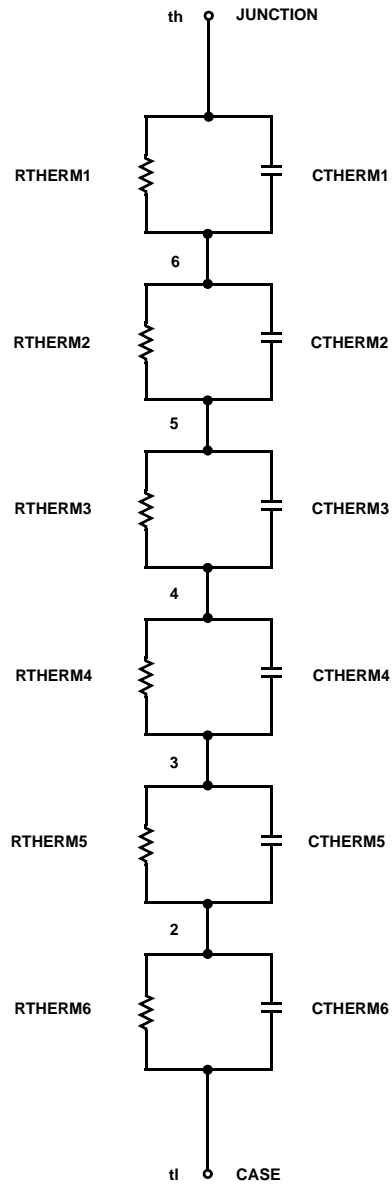 th JUNCTION
RTHERM1 CTHERM1
6
RTHERM2 CTHERM2
5
RTHERM3 CTHERM3
4
RTHERM4 CTHERM4
3
RTHERM5 CTHERM5
2
RTHERM6 CTHERM6
tl CASE